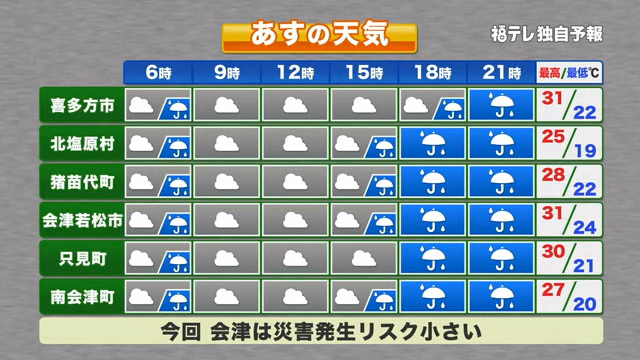 あすの天気
福テレ独自予報
6時 9時 12時 15時 18時 21時 最高/最低℃
喜多方市 31/22
北塩原村 25/19
猪苗代町 28/22
会津若松市 31/24
只見町 30/21
南会津町 27/20
今回 会津は災害発生リスク小さい